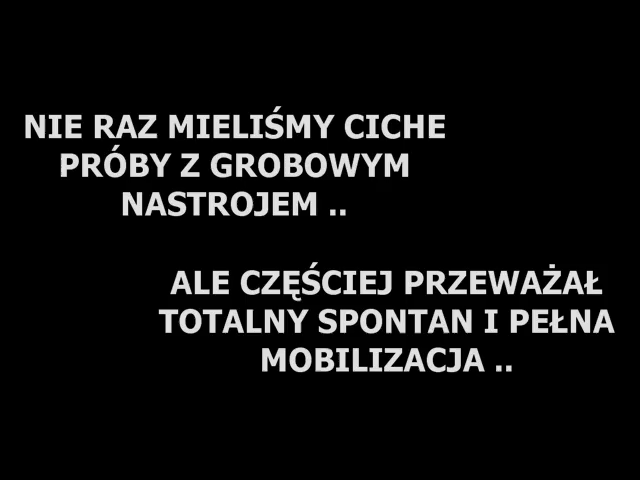 NIE RAZ MIELIŚMY CICHE
PRÓBY Z GROBOWYM
NASTROJEM ..
ALE CZĘŚCIEJ PRZEWAŻAŁ
TOTALNY SPONTAN I PEŁNA
MOBILIZACJA ..